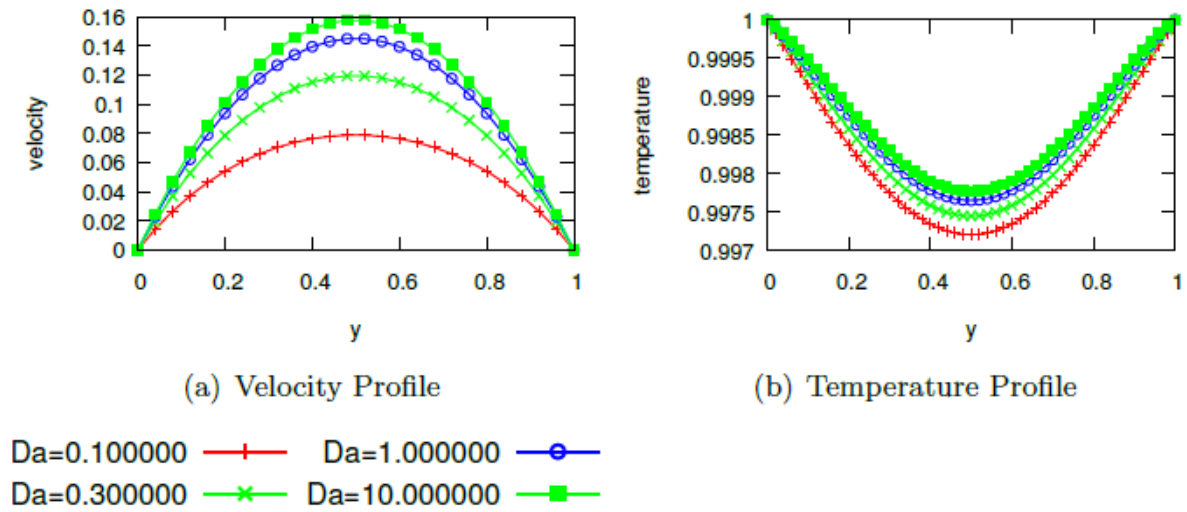 0.16
0.14
0.12
0.10
0.08
0.06
0.04
0.02
0
velocity
0 0.2 0.4 0.6 0.8 1
y
(a) Velocity Profile
1
0.9995
0.999
0.9985
0.998
0.9975
0.997
temperature
0 0.2 0.4 0.6 0.8 1
y
(b) Temperature Profile
Da=0.100000 Da=1.000000
Da=0.300000 Da=10.000000